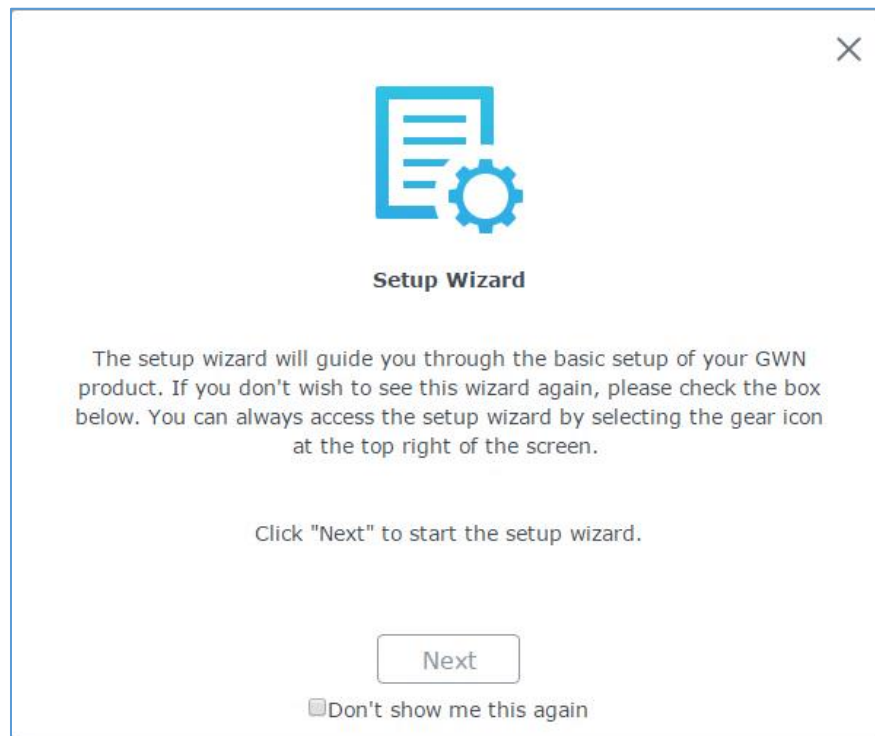 Setup Wizard
The setup wizard will guide you through the basic setup of your GWN
product. If you don't wish to see this wizard again, please check the box
below. You can always access the setup wizard by selecting the gear icon
at the top right of the screen.
Click "Next" to start the setup wizard.
Next
Don't show me this again